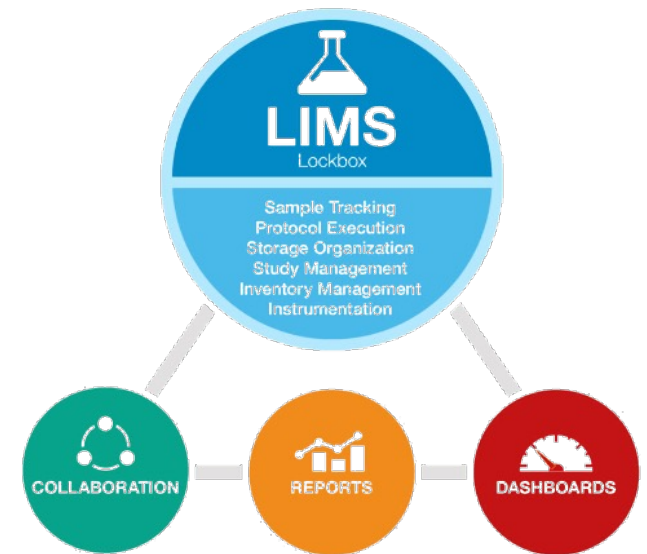 LIMS
Lockbox
Sample Tracking
Protocol Execution
Storage Organization
Study Management
Inventory Management
Instrumentation
COLLABORATION
REPORTS
DASHBOARDS